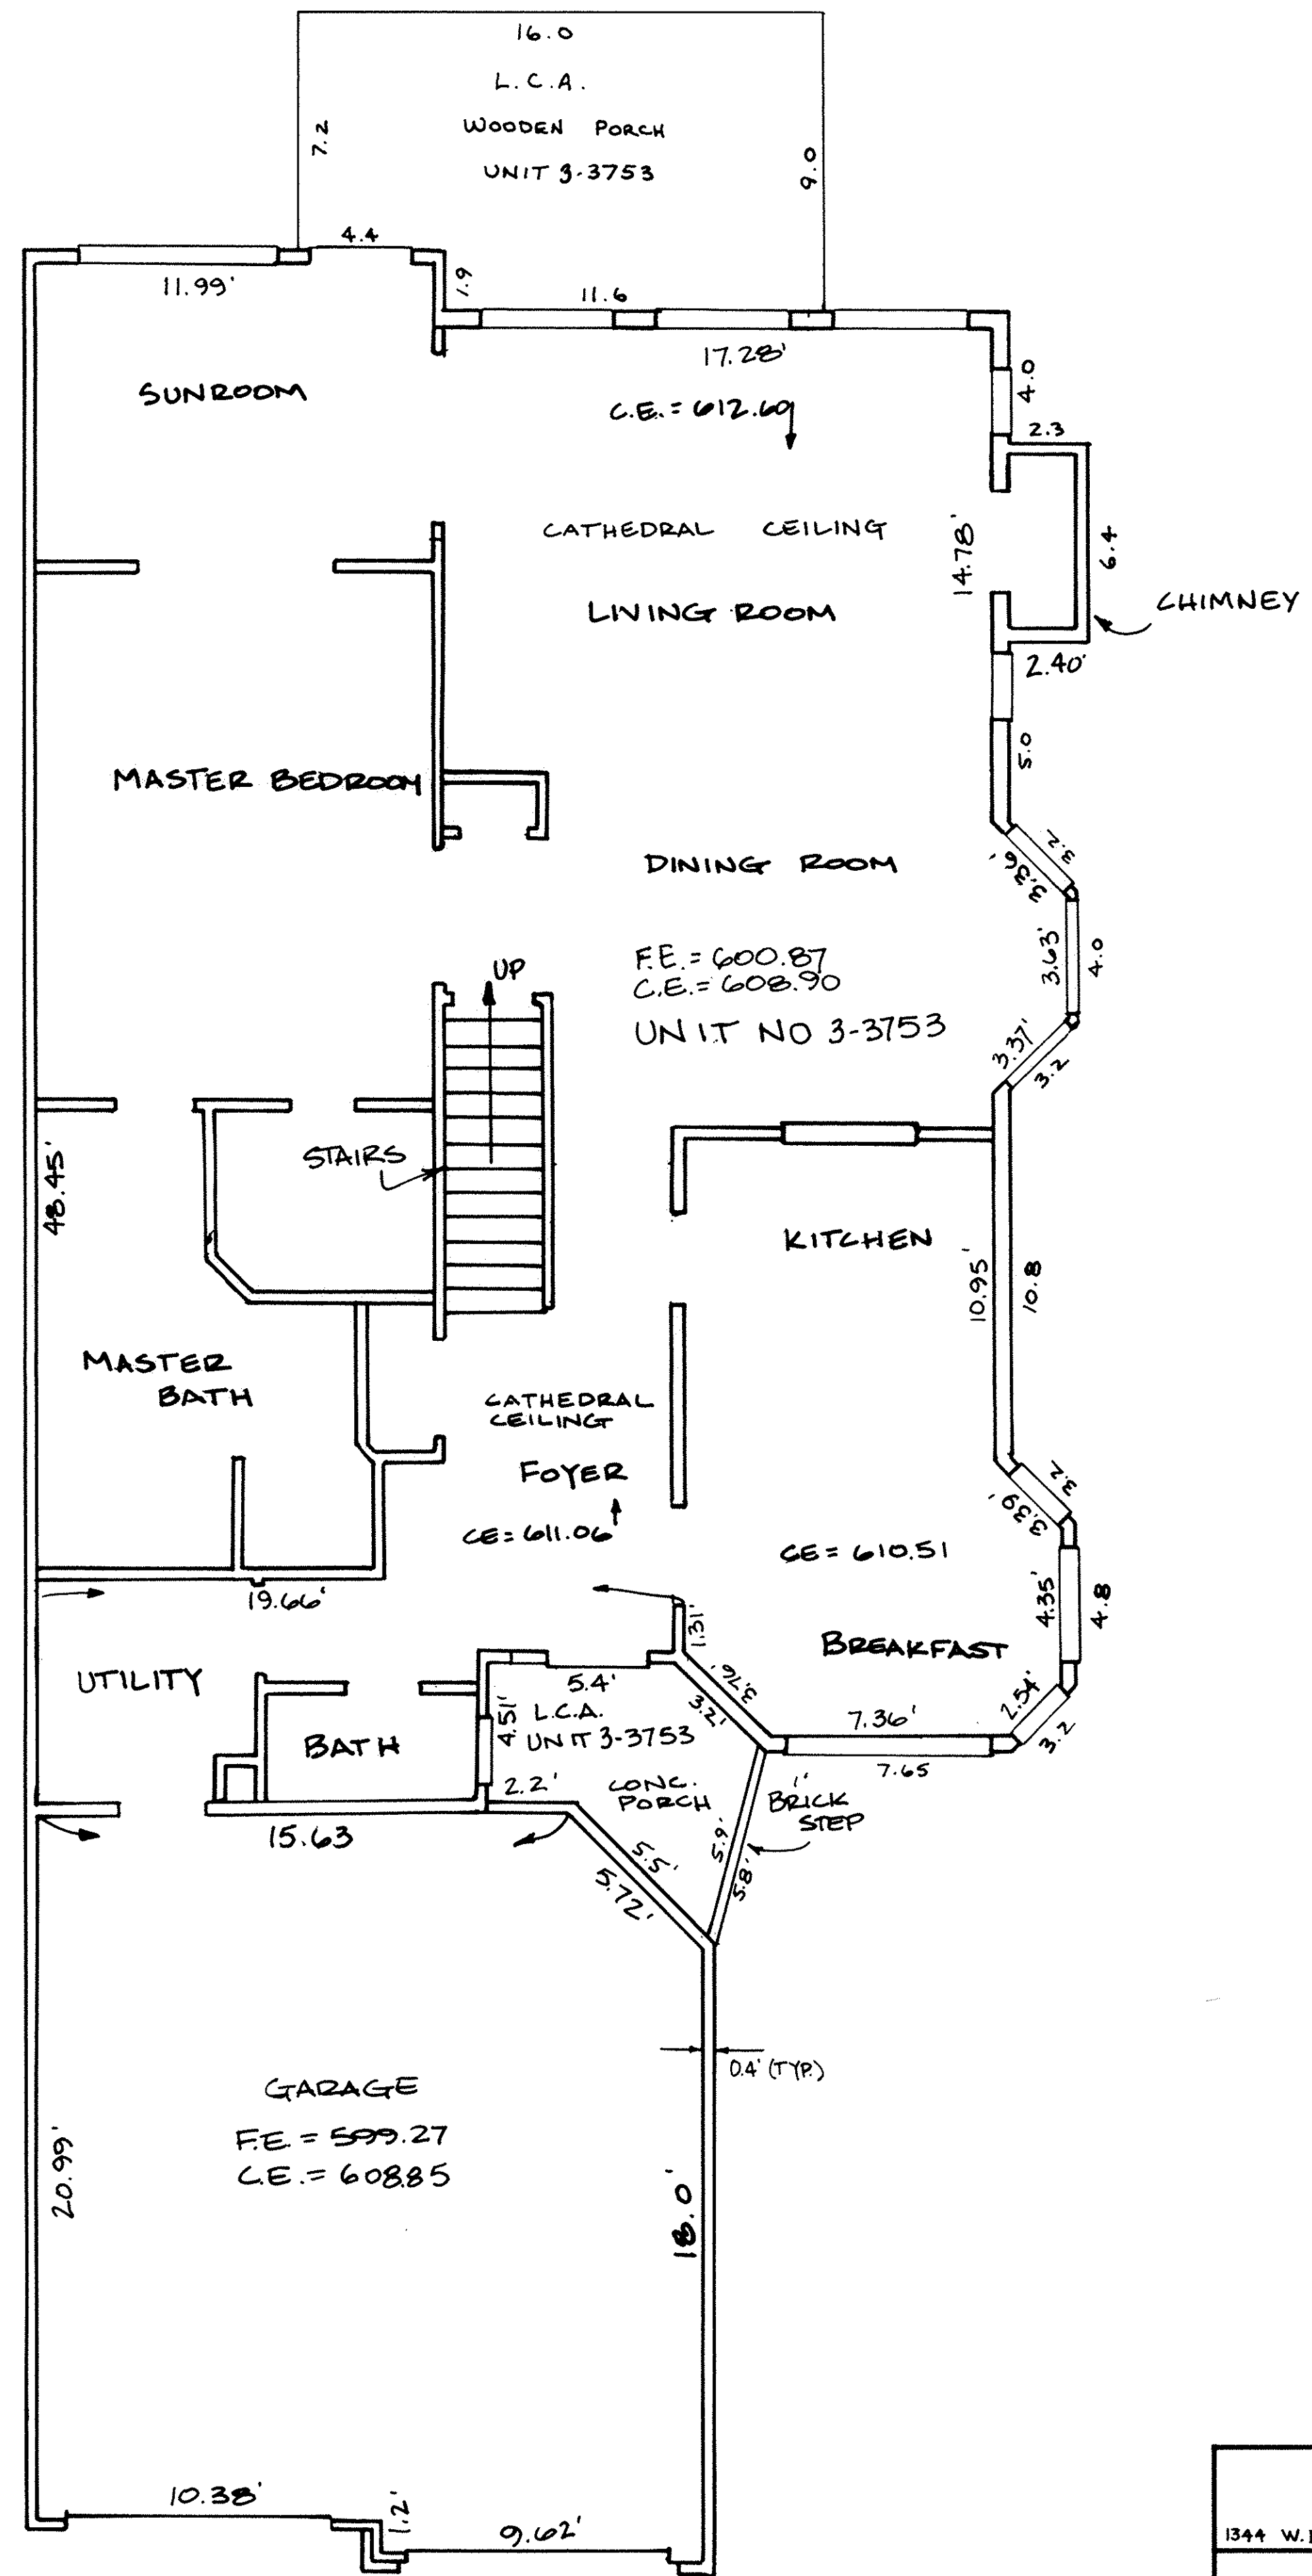 16.0
L.C.A.
WOODEN PORCH
UNIT 3-3753
7.2
9.0
4.4
11.99'
1.9
11.6
17.28'
SUNROOM
C.E. = 612.60
4.0
2.3
CATHEDRAL CEILING
14.78'
6.4
LIVING ROOM
CHIMNEY
2.40'
5.0
MASTER BEDROOM
DINING ROOM
3.2
3.36'
F.E. = 600.87
C.E. = 608.90
UNIT NO 3-3753
3.63'
4.0
UP
3.37'
3.2
STAIRS
48.45'
KITCHEN
10.95'
10.8
MASTER
BATH
CATHEDRAL
CEILING
FOYER
CE = 611.06
3.2
3.39'
CE = 610.51
4.35'
4.8
19.66'
1.31'
BREAKFAST
UTILITY
5.4'
3.76'
3.2'
2.54'
3.2
4.51'
L.C.A.
UNIT 3-3753
7.36'
7.65
BATH
2.2'
CONC.
PORCH
1'
BRICK
STEP
15.63
5.9'
5.8'
5.5'
5.72'
0.4' (TYP.)
GARAGE
F.E. = 599.27
C.E. = 608.85
20.99'
18.0'
10.38'
1.2'
9.62'
1344 W.